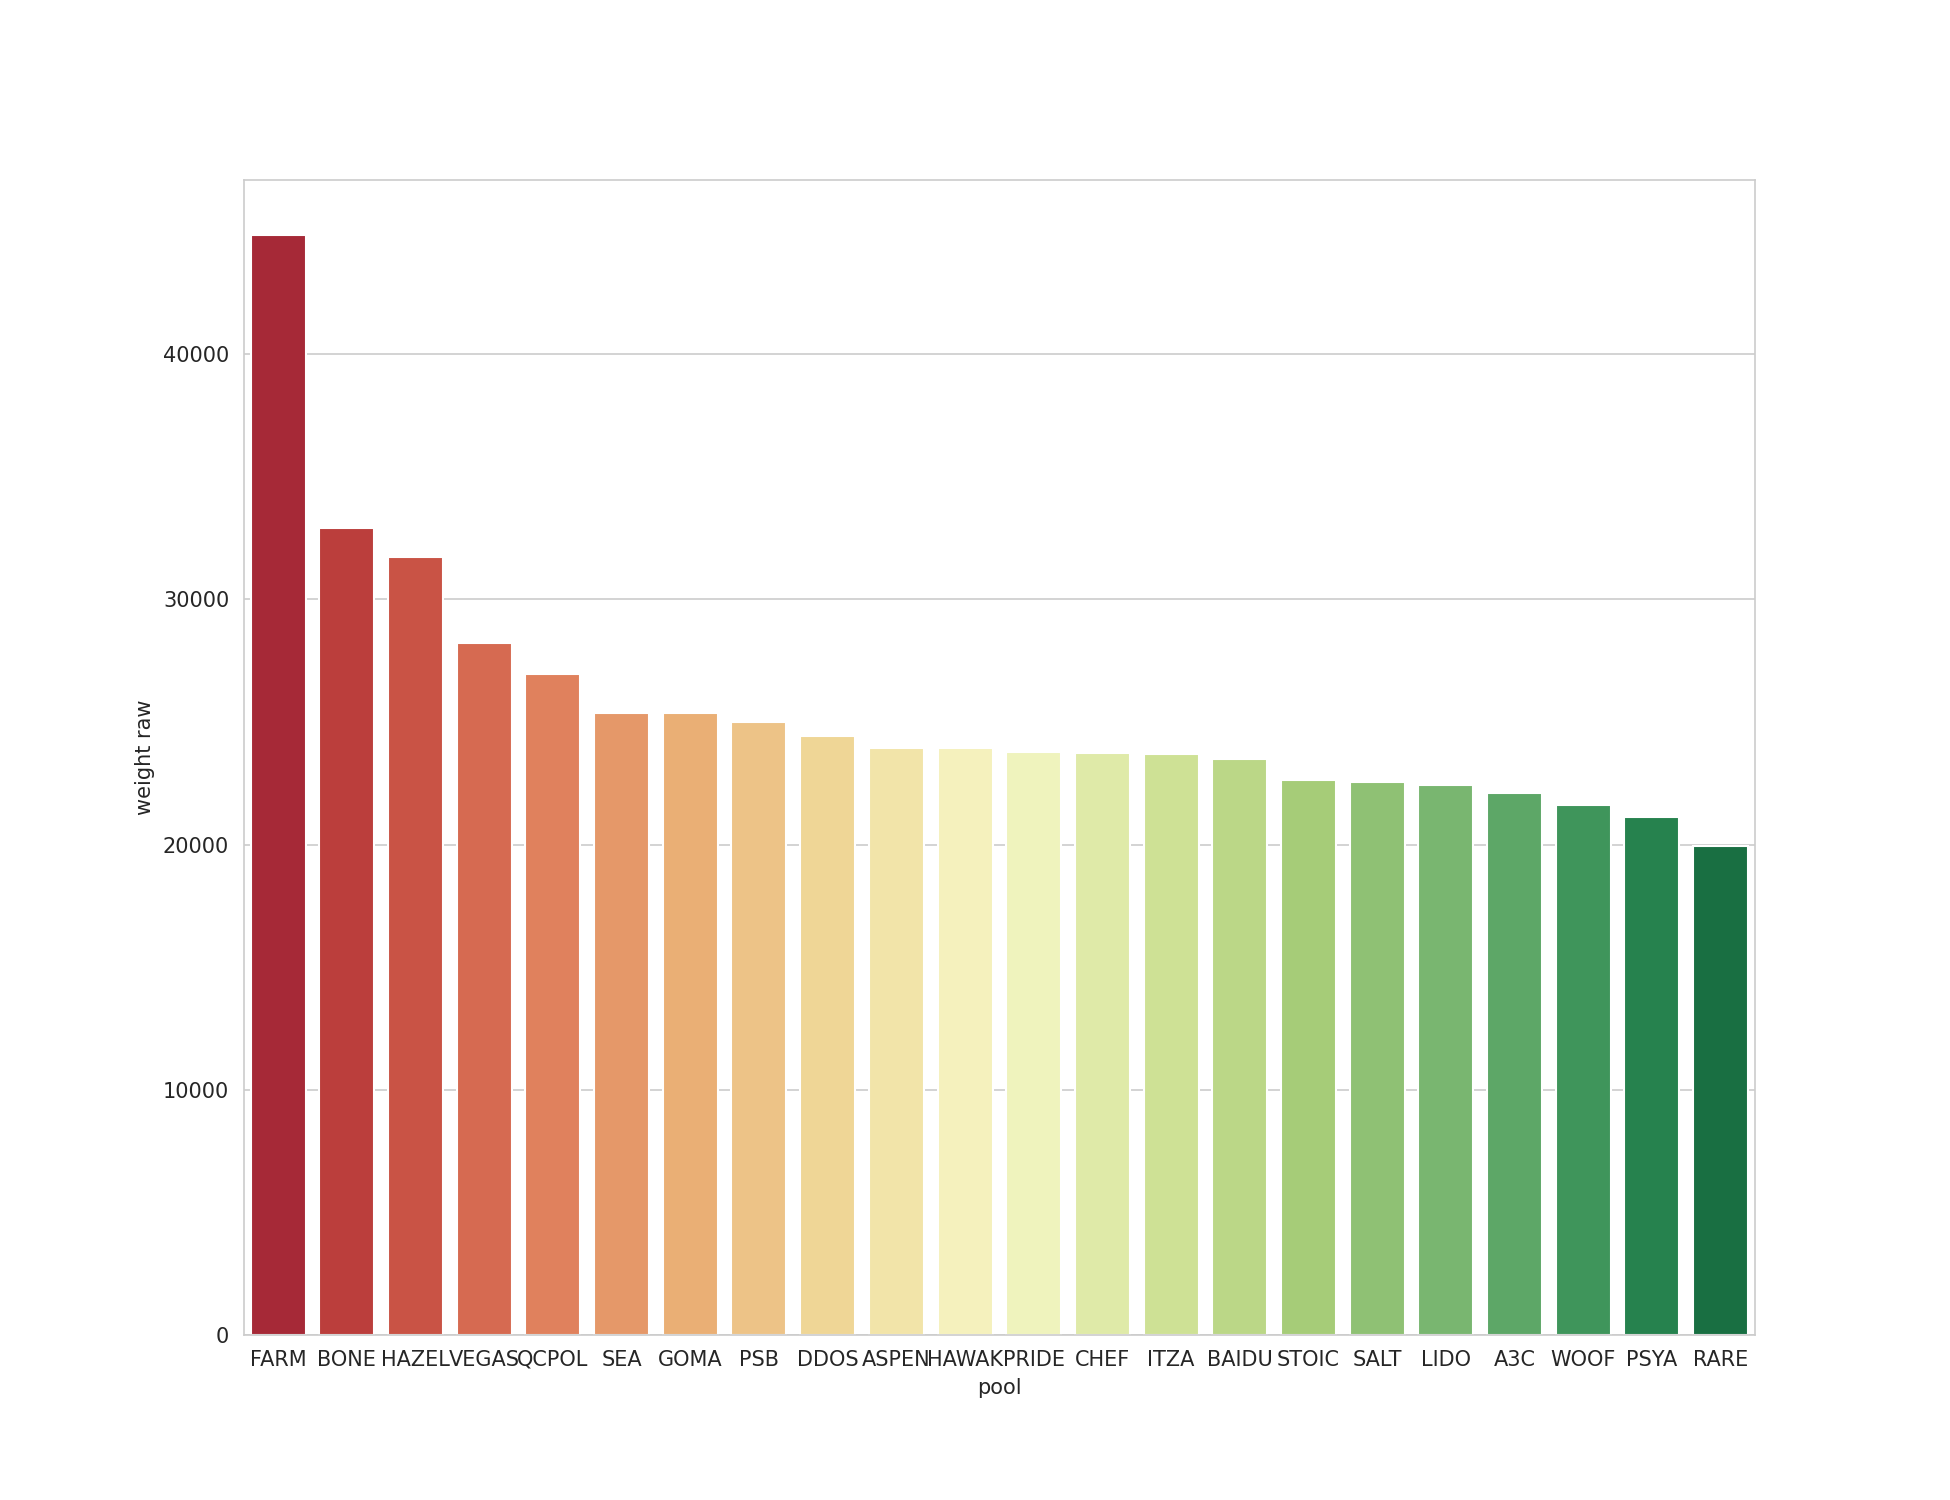 40000
30000
20000
10000
0
weight raw
FARM BONE HAZEL VEGAS QCPOL SEA GOMA PSB DDOS ASPEN HAWAK PRIDE CHEF ITZA BAIDU STOIC SALT LIDO A3C WOOF PSYA RARE
pool